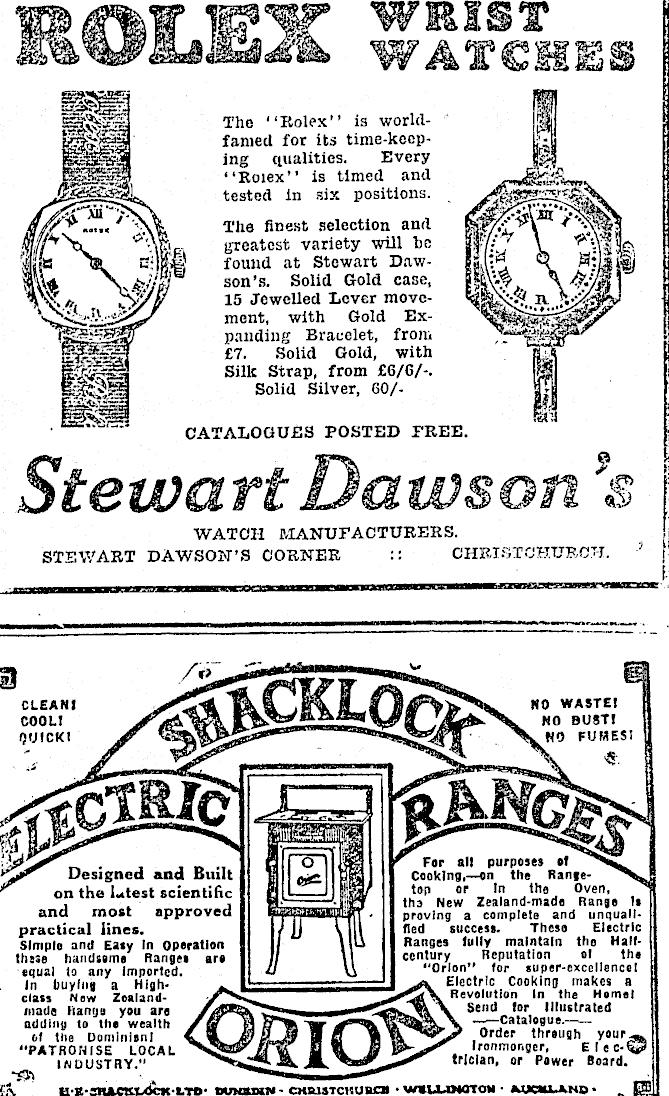 ROLEX WRIST
WATCHES
The "Rolex" is world-
famed for its time-keep-
ing qualities. Every
"Rolex" is timed and
tested in six positions.
The finest selection and
greatest variety will be
found at Stewart Daw-
son's. Solid Gold case,
15 Jewelled Lever move-
ment, with Gold Ex-
panding Bracelet, from
£7. Solid Gold, with
Silk Strap, from £6/6/-.
Solid Silver, 60/-
ROLEX
CATALOGUES POSTED FREE.
Stewart Dawson's
WATCH MANUFACTURERS.
STEWART DAWSON'S CORNER :: CHRISTCHURCH.
CLEAN!
COOL!
QUICK!
SHACKLOCK
NO WASTE!
NO DUST!
NO FUMES!
ELECTRIC RANGES
Designed and Built
on the latest scientific
and most approved
practical lines.
Simple and Easy in Operation
these handsome Ranges are
equal to any imported.
In buying a High-
class New Zealand-
made Range you are
adding to the wealth
of the Dominion!
"PATRONISE LOCAL
INDUSTRY."
Orion
For all purposes of
Cooking,—on the Range-
top or in the Oven,
the New Zealand-made Range is
proving a complete and unquali-
fied success. These Electric
Ranges fully maintain the Half-
century Reputation of the
"Orion" for super-excellence!
Electric Cooking makes a
Revolution in the Home!
Send for Illustrated
——Catalogue.——
Order through your
Ironmonger, Elec-
trician, or Power Board.
ORION
H·E·SHACKLOCK·LTD· DUNEDIN · CHRISTCHURCH · WELLINGTON · AUCKLAND ·